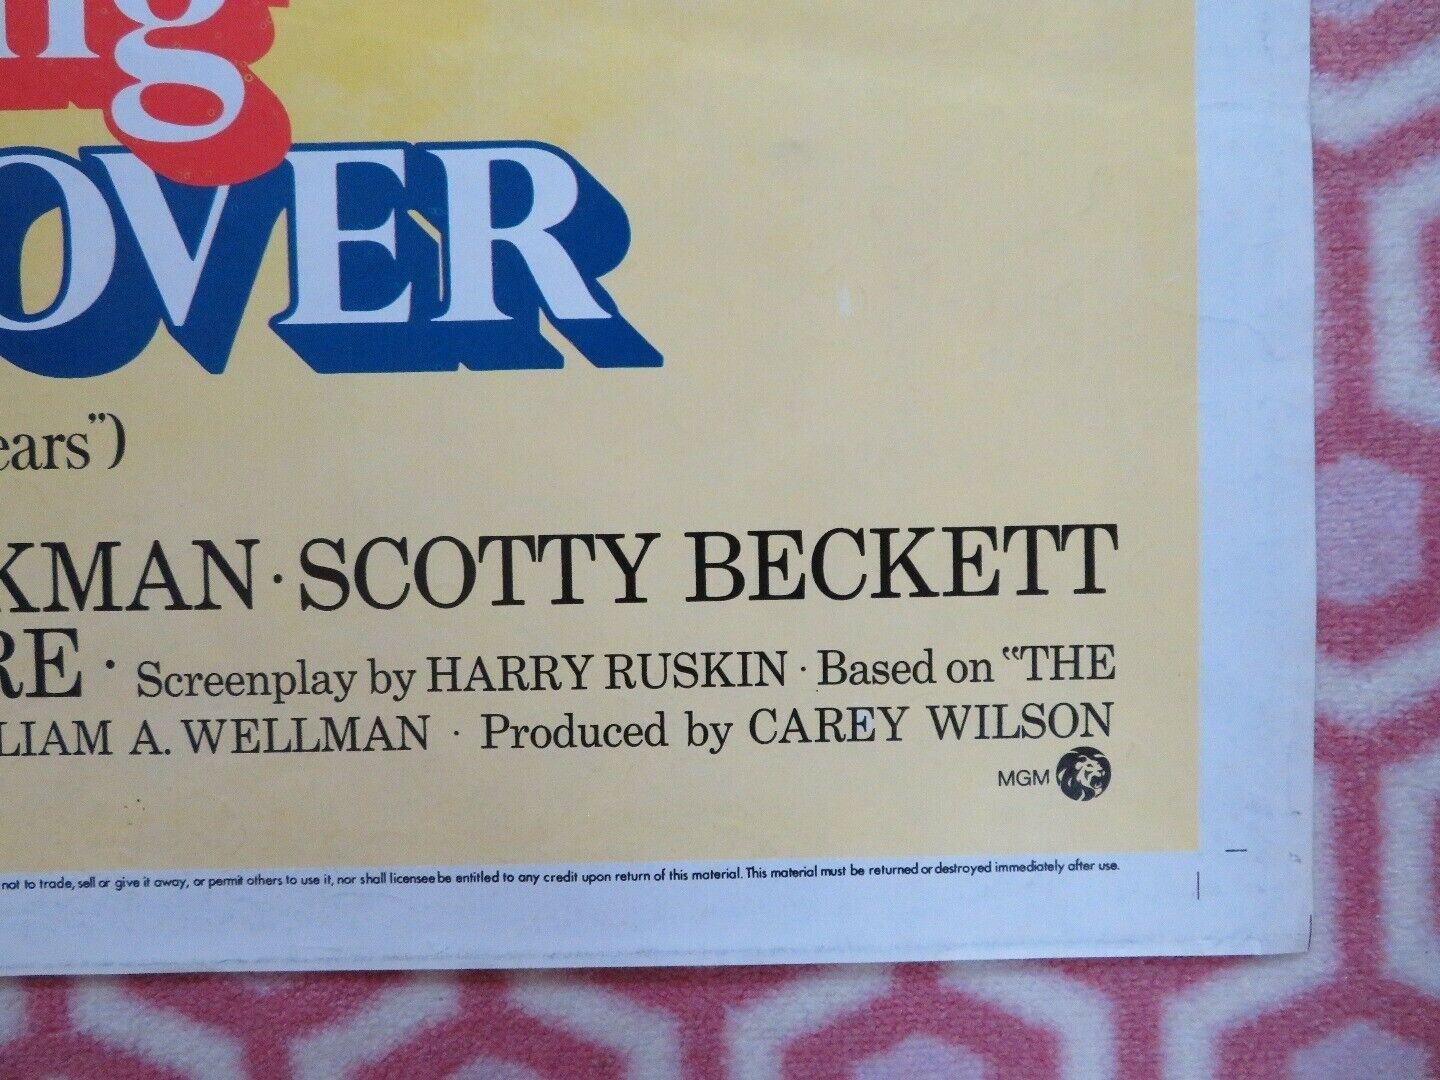 ng
OVER
ears")
KMAN · SCOTTY BECKETT
RE · Screenplay by HARRY RUSKIN · Based on "THE
LIAM A. WELLMAN · Produced by CAREY WILSON
MGM
not to trade, sell or give it away, or permit others to use it, nor shall licensee be entitled to any credit upon return of this material. This material must be returned or destroyed immediately after use.